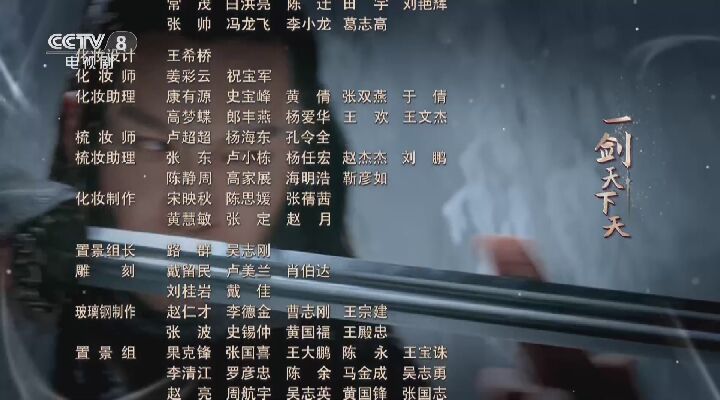 常 茂 白洪亮 陈 迁 田 宇 刘艳辉
张 帅 冯龙飞 李小龙 葛志高
CCTV 8
电视剧
化妆设计 王希桥
化妆师 姜彩云 祝宝军
化妆助理 康有源 史宝峰 黄 倩 张双燕 于 倩
高梦蝶 郎丰燕 杨爱华 王 欢 王文杰
梳妆师 卢超超 杨海东 孔令全
梳妆助理 张 东 卢小栋 杨任宏 赵杰杰 刘 鹏
陈静周 高家展 海明浩 靳彦如
化妆制作 宋映秋 陈思媛 张蒨茜
黄慧敏 张 定 赵 月
置景组长 路 群 吴志刚
雕 刻 戴留民 卢美兰 肖伯达
刘桂岩 戴 佳
玻璃钢制作 赵仁才 李德金 曹志刚 王宗建
张 波 史锡仲 黄国福 王殿忠
置景组 果克锋 张国喜 王大鹏 陈 永 王宝诛
李清江 罗彦忠 陈 余 马金成 吴志勇
赵 亮 周航宇 吴志英 黄国锋 张国志
一剑天下天